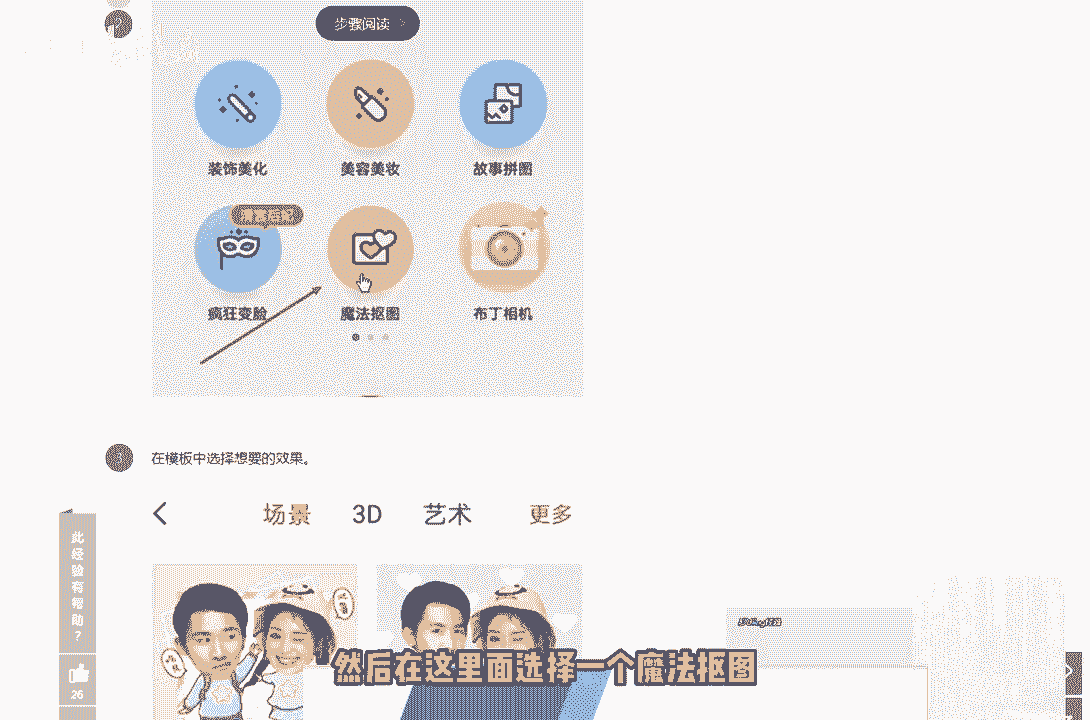 步骤阅读
装饰美化
美容美妆
故事拼图
疯狂变脸
魔法抠图
布丁相机
在模板中选择想要的效果。
场景 3D 艺术 更多
此经验有帮助?
26
然后在这里面选择一个魔法抠图